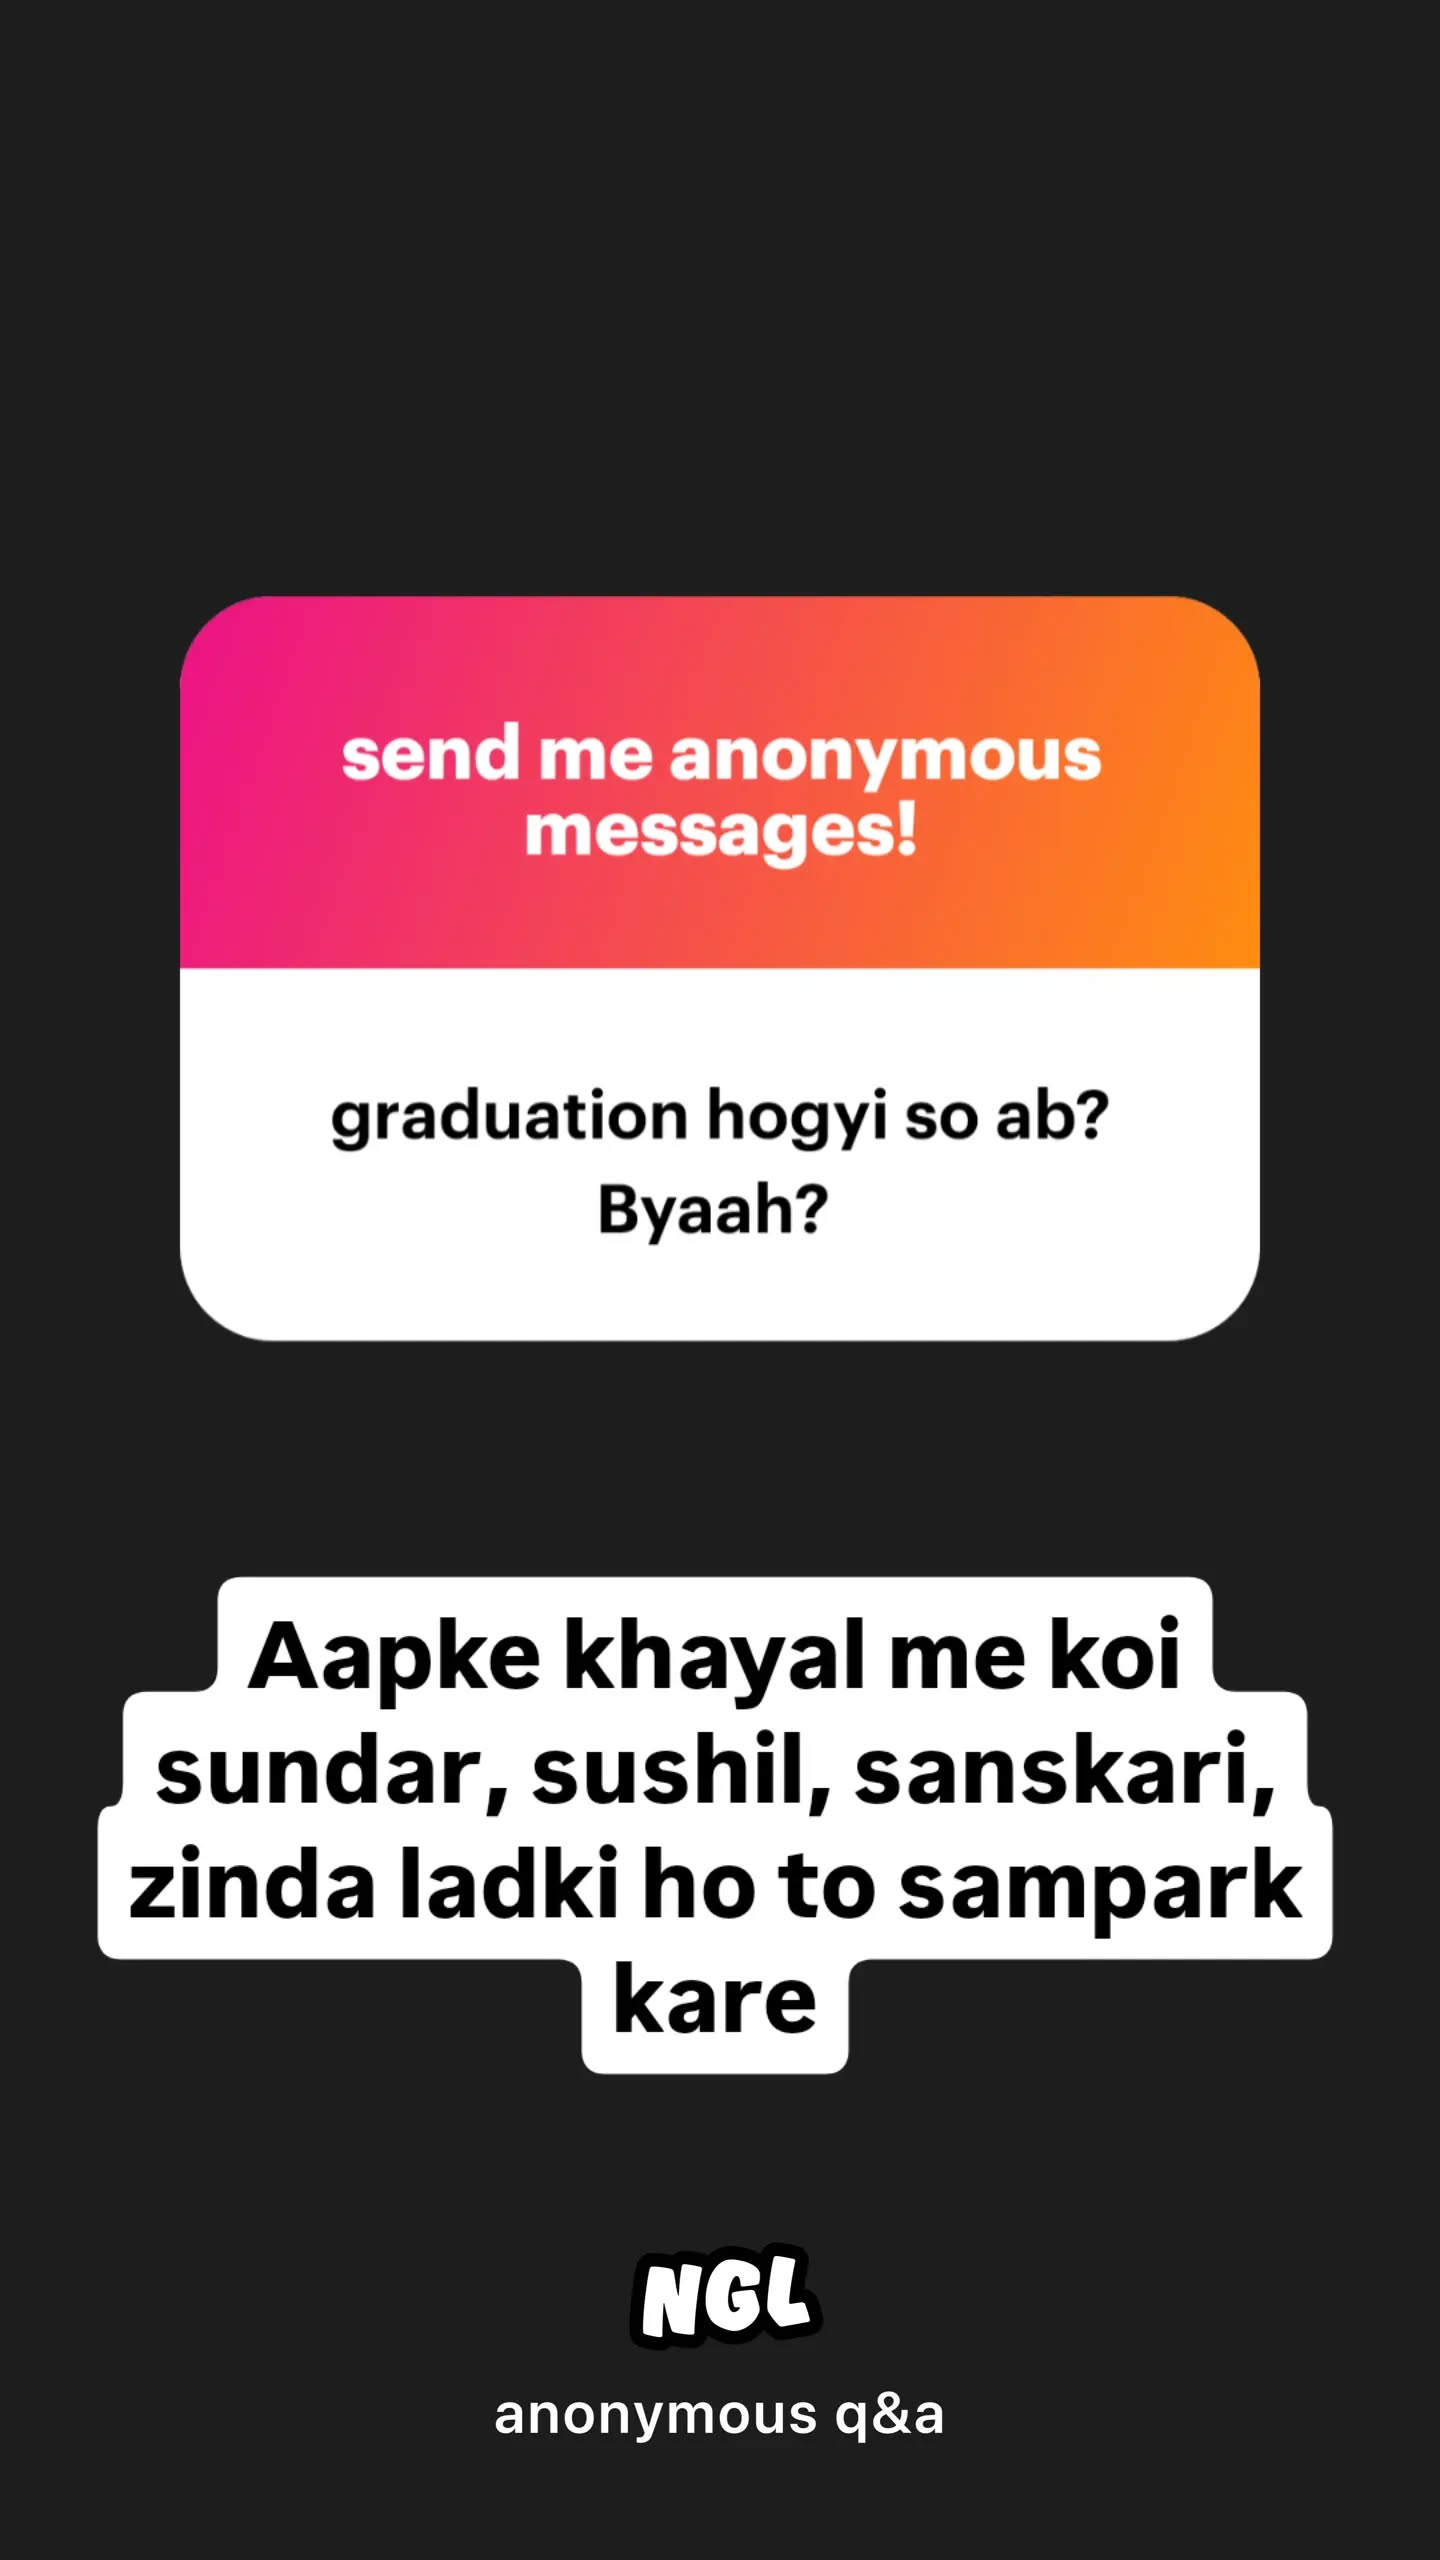 send me anonymous
messages!
graduation hogyi so ab?
Byaah?
Aapke khayal me koi
sundar, sushil, sanskari,
zinda ladki ho to sampark
kare
NGL
anonymous q&a